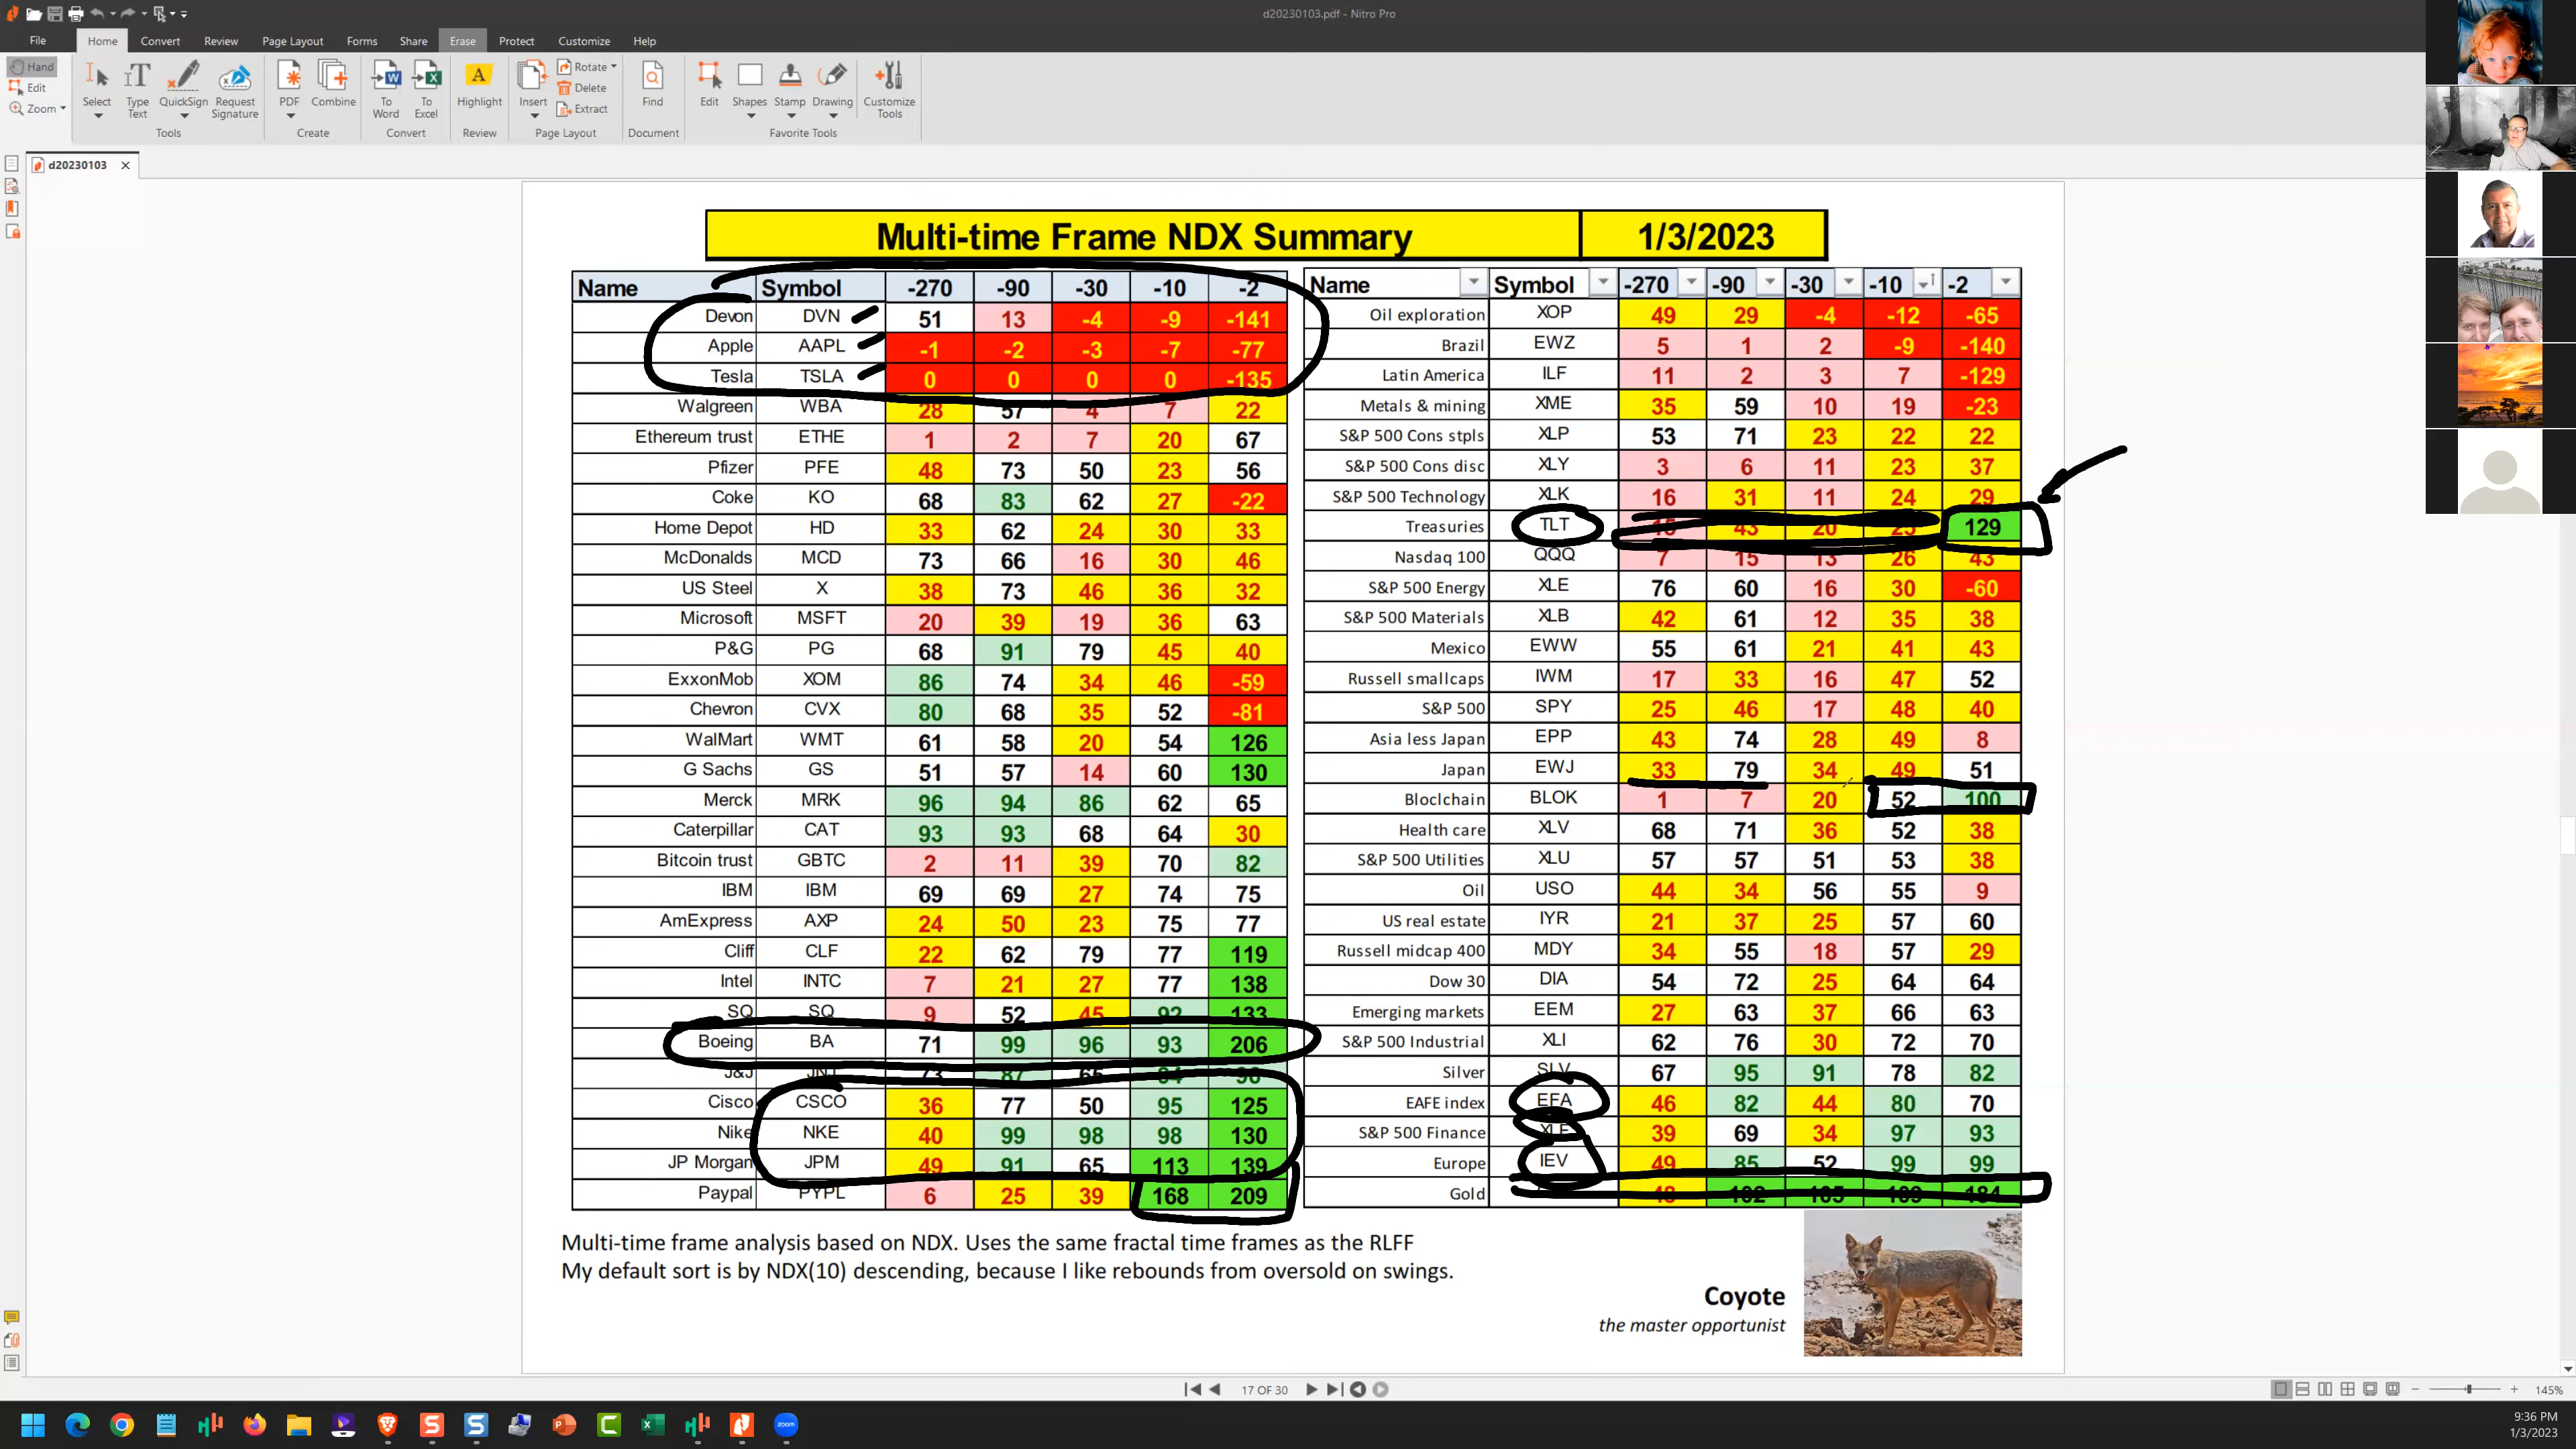 d20230103.pdf - Nitro Pro
File Home Convert Review Page Layout Forms Share Erase Protect Customize Help
Hand
Edit
Zoom
Select
Type Text
QuickSign
Request Signature
Tools
PDF
Combine
Create
To Word
To Excel
Convert
Highlight
Review
Insert
Rotate
Delete
Extract
Page Layout
Find
Document
Edit
Shapes
Stamp
Drawing
Customize Tools
Favorite Tools
d20230103
Multi-time Frame NDX Summary 1/3/2023
Name Symbol -270 -90 -30 -10 -2
Devon DVN 51 13 -4 -9 -141
Apple AAPL -1 -2 -3 -7 -77
Tesla TSLA 0 0 0 0 -135
Walgreen WBA 28 57 4 7 22
Ethereum trust ETHE 1 2 7 20 67
Pfizer PFE 48 73 50 23 56
Coke KO 68 83 62 27 -22
Home Depot HD 33 62 24 30 33
McDonalds MCD 73 66 16 30 46
US Steel X 38 73 46 36 32
Microsoft MSFT 20 39 19 36 63
P&G PG 68 91 79 45 40
ExxonMob XOM 86 74 34 46 -59
Chevron CVX 80 68 35 52 -81
WalMart WMT 61 58 20 54 126
G Sachs GS 51 57 14 60 130
Merck MRK 96 94 86 62 65
Caterpillar CAT 93 93 68 64 30
Bitcoin trust GBTC 2 11 39 70 82
IBM IBM 69 69 27 74 75
AmExpress AXP 24 50 23 75 77
Cliff CLF 22 62 79 77 119
Intel INTC 7 21 27 77 138
SQ SQ 9 52 45 92 133
Boeing BA 71 99 96 93 206
J&J JNJ 73 87 65
Cisco CSCO 36 77 50 95 125
Nike NKE 40 99 98 98 130
JP Morgan JPM 49 91 65 113 139
Paypal PYPL 6 25 39 168 209
Name Symbol -270 -90 -30 -10 -2
Oil exploration XOP 49 29 -4 -12 -65
Brazil EWZ 5 1 2 -9 -140
Latin America ILF 11 2 3 7 -129
Metals & mining XME 35 59 10 19 -23
S&P 500 Cons stpls XLP 53 71 23 22 22
S&P 500 Cons disc XLY 3 6 11 23 37
S&P 500 Technology XLK 16 31 11 24 29
Treasuries TLT 43 20 129
Nasdaq 100 QQQ 7 15 13 26 43
S&P 500 Energy XLE 76 60 16 30 -60
S&P 500 Materials XLB 42 61 12 35 38
Mexico EWW 55 61 21 41 43
Russell smallcaps IWM 17 33 16 47 52
S&P 500 SPY 25 46 17 48 40
Asia less Japan EPP 43 74 28 49 8
Japan EWJ 33 79 34 49 51
Bloclchain BLOK 1 7 20 52 100
Health care XLV 68 71 36 52 38
S&P 500 Utilities XLU 57 57 51 53 38
Oil USO 44 34 56 55 9
US real estate IYR 21 37 25 57 60
Russell midcap 400 MDY 34 55 18 57 29
Dow 30 DIA 54 72 25 64 64
Emerging markets EEM 27 63 37 66 63
S&P 500 Industrial XLI 62 76 30 72 70
Silver SLV 67 95 91 78 82
EAFE index EFA 46 82 44 80 70
S&P 500 Finance XLF 39 69 34 97 93
Europe IEV 49 85 52 99 99
Gold
Multi-time frame analysis based on NDX. Uses the same fractal time frames as the RLFF
My default sort is by NDX(10) descending, because I like rebounds from oversold on swings.
Coyote
the master opportunist
17 OF 30
145%
zoom
9:36 PM
1/3/2023